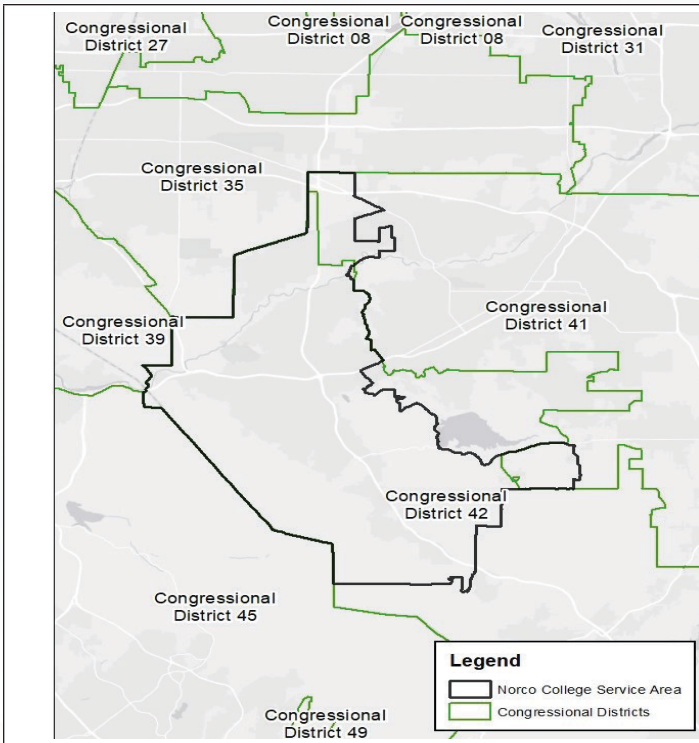 Congressional
District 27
Congressional
District 08
Congressional
District 08
Congressional
District 31
Congressional
District 35
Congressional
District 39
Congressional
District 41
Congressional
District 42
Congressional
District 45
Congressional
District 49
Legend
Norco College Service Area
Congressional Districts